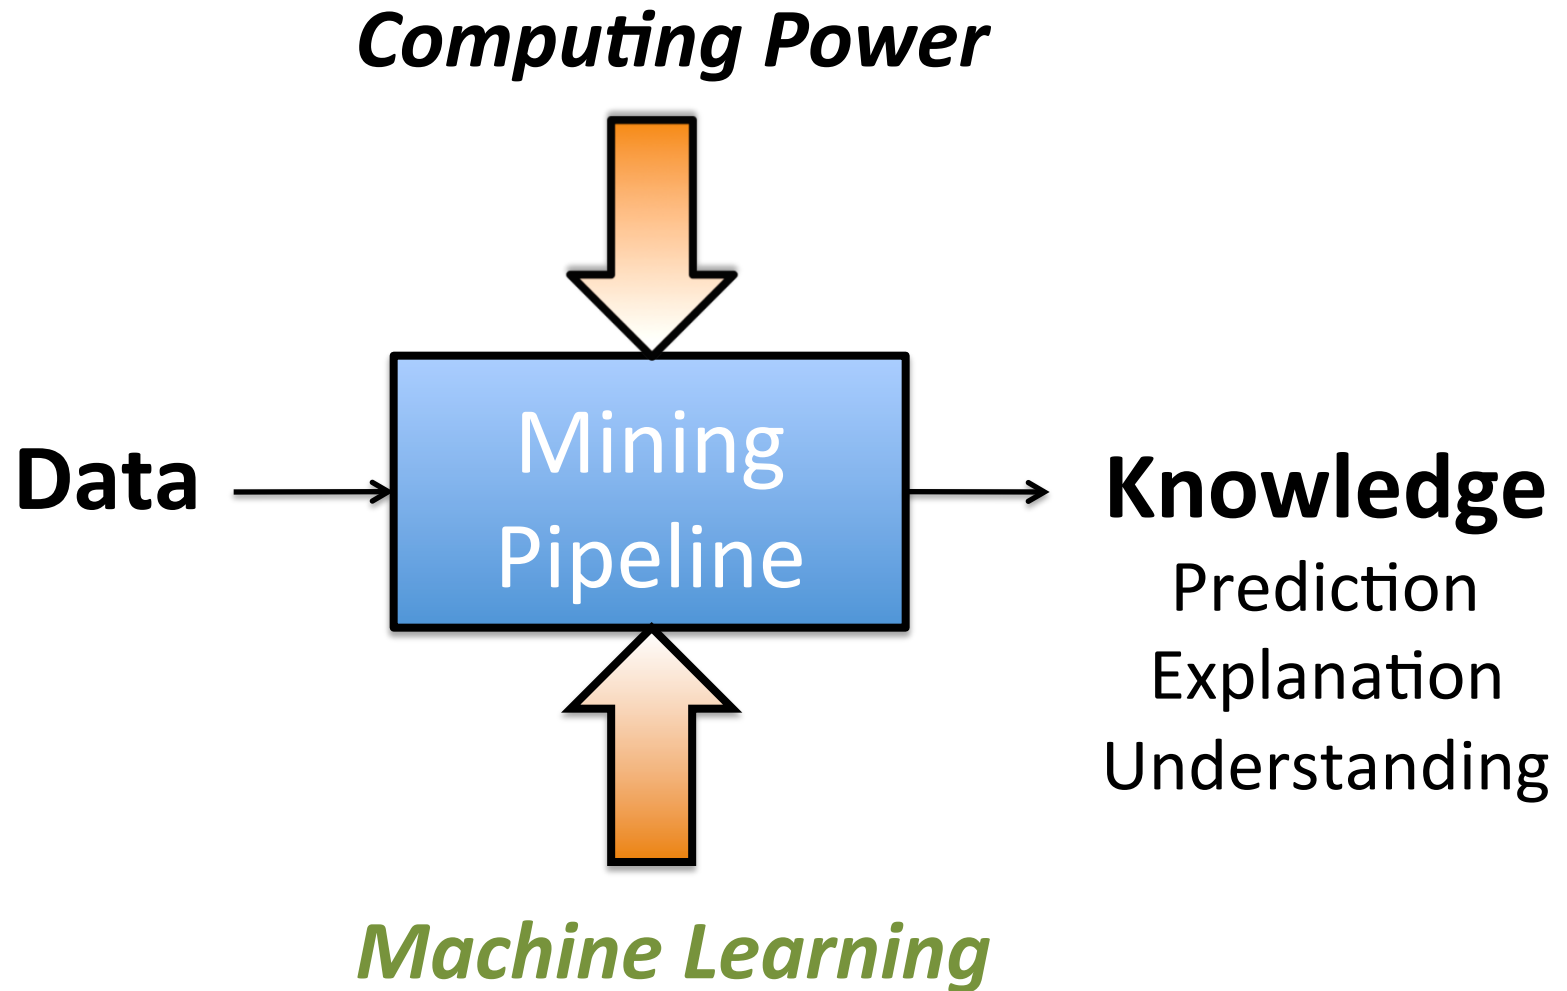 Computing Power
Data
Mining
Pipeline
Knowledge
Prediction
Explanation
Understanding
Machine Learning